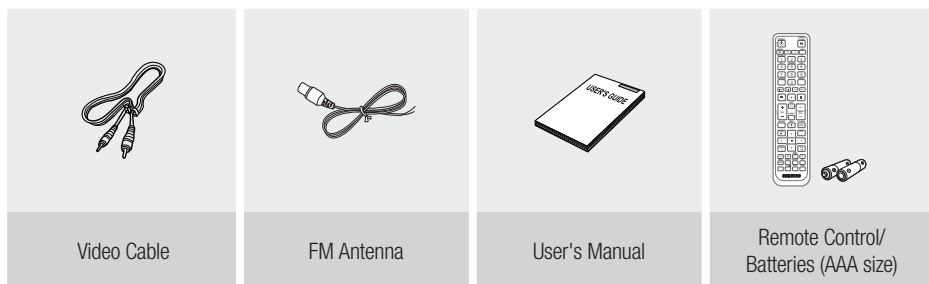 USER'S GUIDE
Video Cable
FM Antenna
User's Manual
Remote Control/
Batteries (AAA size)